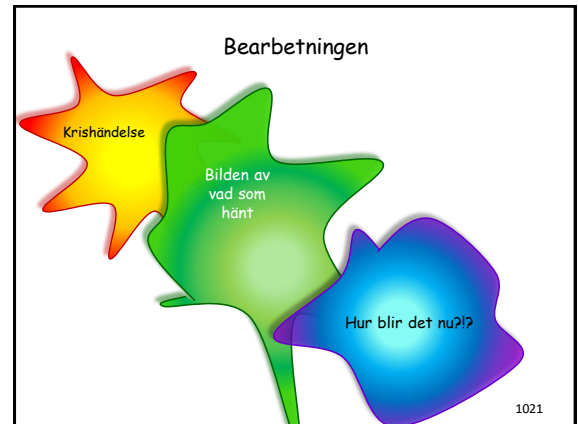 Bearbetningen
Krishändelse
Bilden av
vad som
hänt
Hur blir det nu?!?
1021